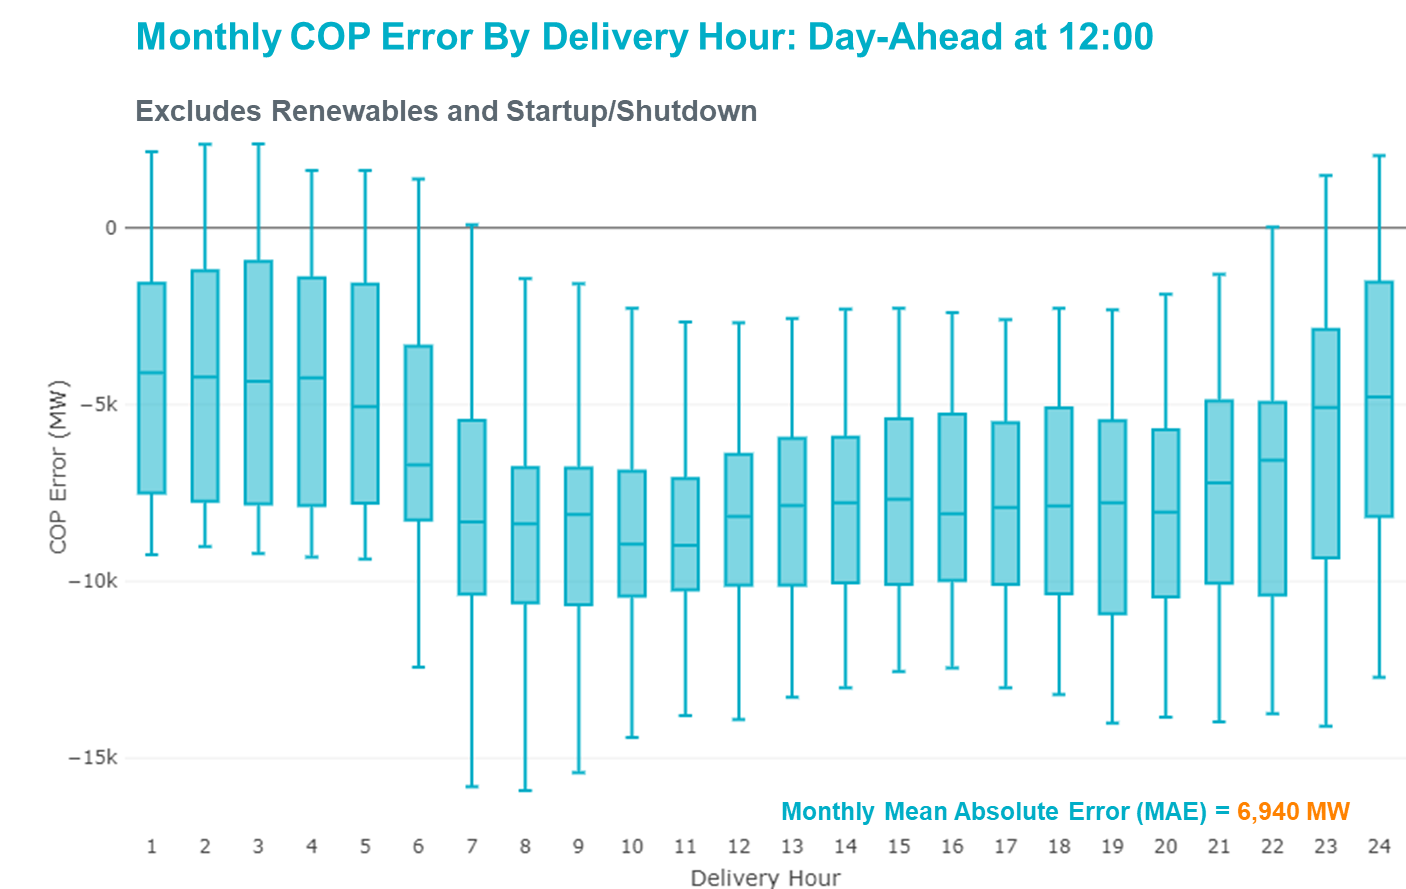 Monthly COP Error By Delivery Hour: Day-Ahead at 12:00
Excludes Renewables and Startup/Shutdown
COP Error (MW)
0
−5k
−10k
−15k
Monthly Mean Absolute Error (MAE) = 6,940 MW
1 2 3 4 5 6 7 8 9 10 11 12 13 14 15 16 17 18 19 20 21 22 23 24
Delivery Hour